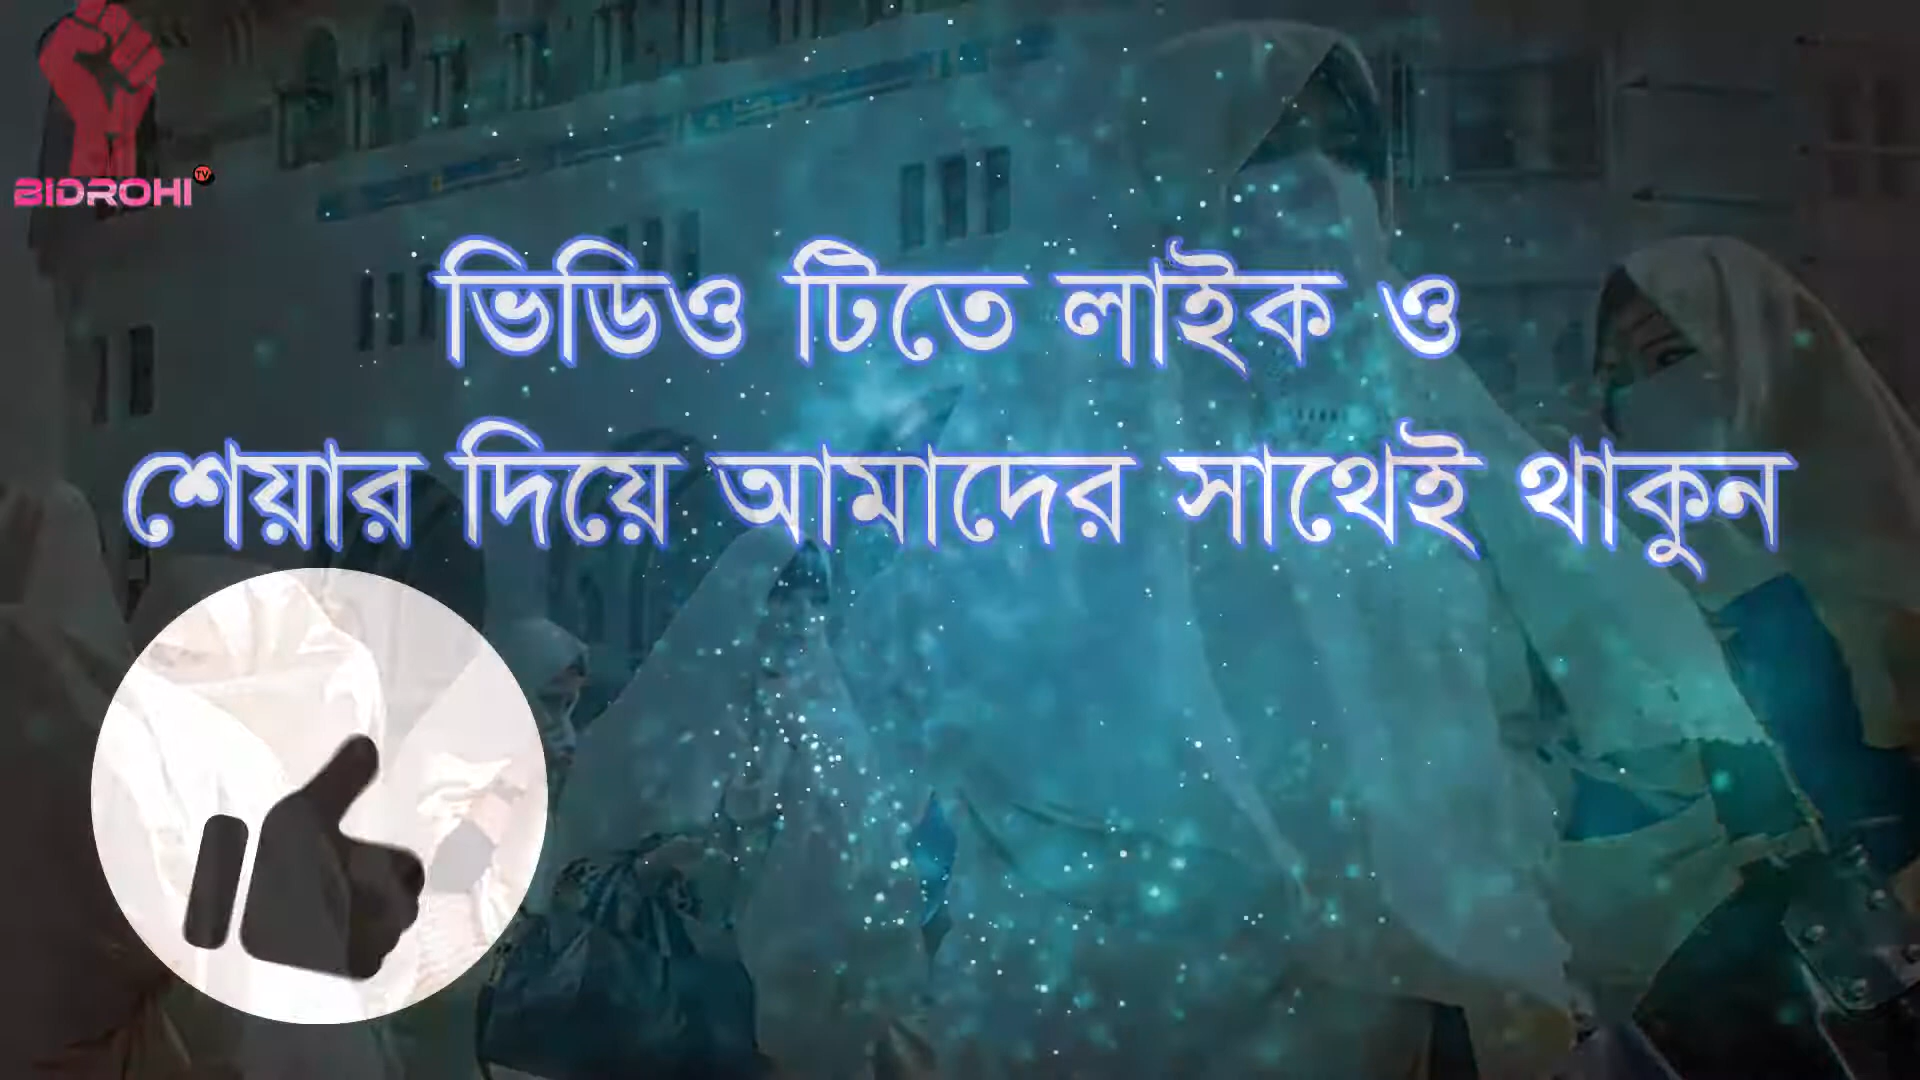 BIDROHI TV
ভিডিও টিতে লাইক ও
শেয়ার দিয়ে আমাদের সাথেই থাকুন